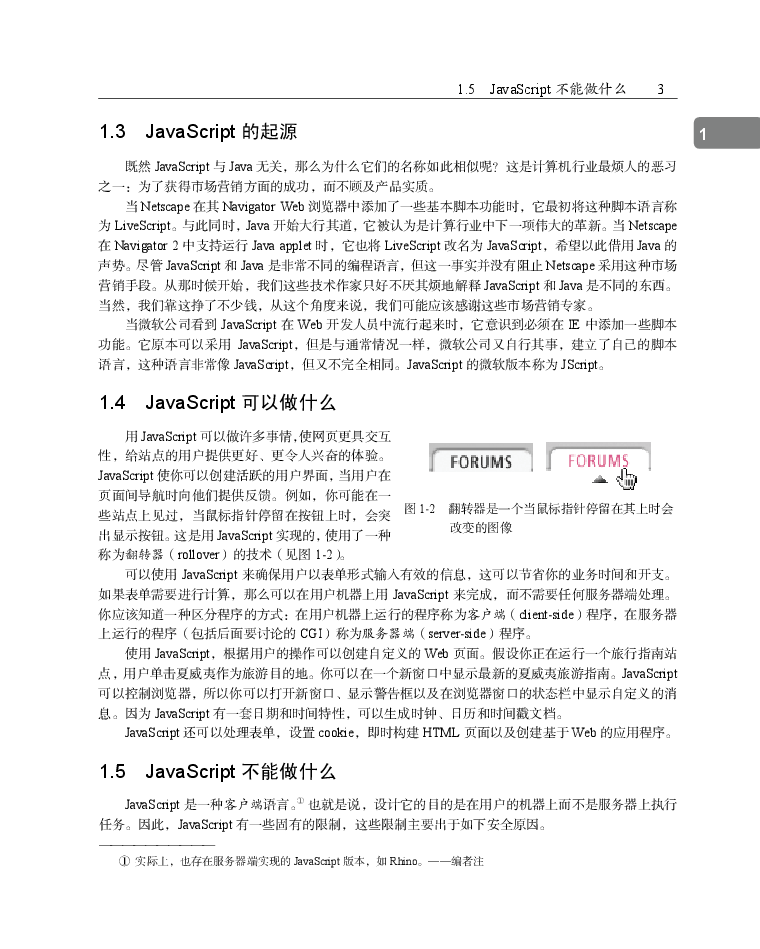 1.5 JavaScript 不能做什么 3
1
1.3 JavaScript 的起源
既然 JavaScript 与 Java 无关，那么为什么它们的名称如此相似呢？这是计算机行业最烦人的恶习
之一：为了获得市场营销方面的成功，而不顾及产品实质。
当 Netscape 在其 Navigator Web 浏览器中添加了一些基本脚本功能时，它最初将这种脚本语言称
为 LiveScript。与此同时，Java 开始大行其道，它被认为是计算行业中下一项伟大的革新。当 Netscape
在 Navigator 2 中支持运行 Java applet 时，它也将 LiveScript 改名为 JavaScript，希望以此借用 Java 的
声势。尽管 JavaScript 和 Java 是非常不同的编程语言，但这一事实并没有阻止 Netscape 采用这种市场
营销手段。从那时候开始，我们这些技术作家只好不厌其烦地解释 JavaScript 和 Java 是不同的东西。
当然，我们靠这挣了不少钱，从这个角度来说，我们可能应该感谢这些市场营销专家。
当微软公司看到 JavaScript 在 Web 开发人员中流行起来时，它意识到必须在 IE 中添加一些脚本
功能。它原本可以采用 JavaScript，但是与通常情况一样，微软公司又自行其事，建立了自己的脚本
语言，这种语言非常像 JavaScript，但又不完全相同。JavaScript 的微软版本称为 JScript。
1.4 JavaScript 可以做什么
用 JavaScript 可以做许多事情，使网页更具交互
性，给站点的用户提供更好、更令人兴奋的体验。
JavaScript 使你可以创建活跃的用户界面，当用户在
页面间导航时向他们提供反馈。例如，你可能在一
些站点上见过，当鼠标指针停留在按钮上时，会突
出显示按钮。这是用 JavaScript 实现的，使用了一种
称为翻转器（rollover）的技术（见图 1-2）。
FORUMS FORUMS
图 1-2 翻转器是一个当鼠标指针停留在其上时会
改变的图像
可以使用 JavaScript 来确保用户以表单形式输入有效的信息，这可以节省你的业务时间和开支。
如果表单需要进行计算，那么可以在用户机器上用 JavaScript 来完成，而不需要任何服务器端处理。
你应该知道一种区分程序的方式：在用户机器上运行的程序称为客户端（client-side）程序，在服务器
上运行的程序（包括后面要讨论的 CGI）称为服务器端（server-side）程序。
使用 JavaScript，根据用户的操作可以创建自定义的 Web 页面。假设你正在运行一个旅行指南站
点，用户单击夏威夷作为旅游目的地。你可以在一个新窗口中显示最新的夏威夷旅游指南。JavaScript
可以控制浏览器，所以你可以打开新窗口、显示警告框以及在浏览器窗口的状态栏中显示自定义的消
息。因为 JavaScript 有一套日期和时间特性，可以生成时钟、日历和时间戳文档。
JavaScript 还可以处理表单，设置 cookie，即时构建 HTML 页面以及创建基于 Web 的应用程序。
1.5 JavaScript 不能做什么
JavaScript 是一种客户端语言。① 也就是说，设计它的目的是在用户的机器上而不是服务器上执行
任务。因此，JavaScript 有一些固有的限制，这些限制主要出于如下安全原因。
① 实际上，也存在服务器端实现的 JavaScript 版本，如 Rhino。——编者注